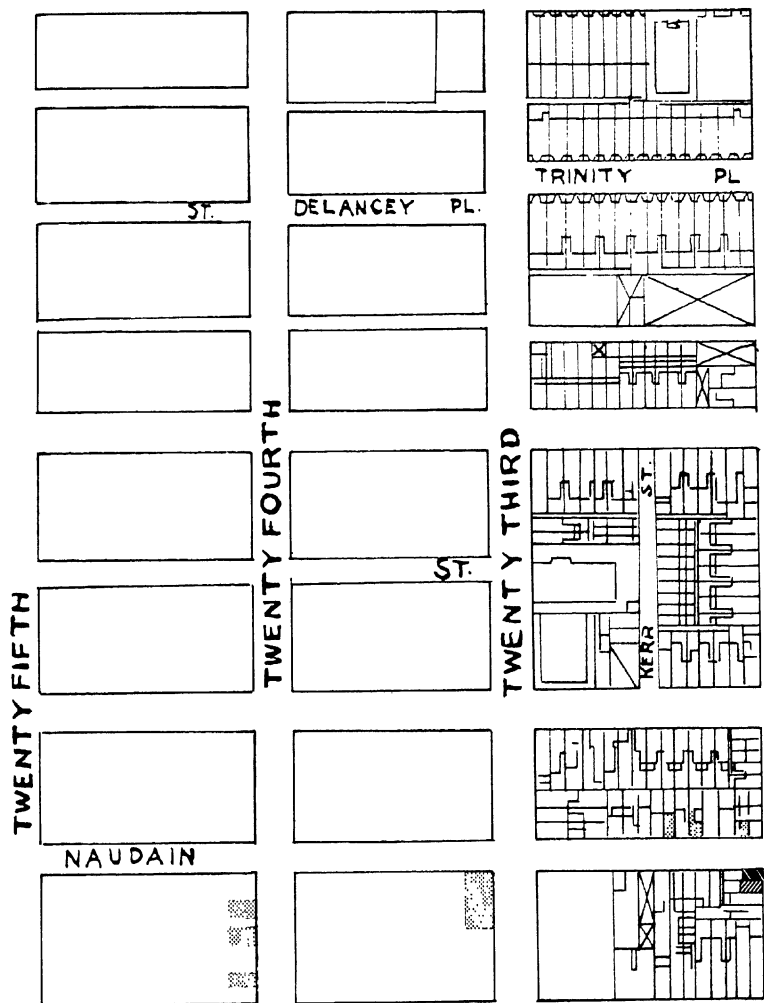 TRINITY PL
ST. DELANCEY PL.
TWENTY FIFTH
TWENTY FOURTH
TWENTY THIRD
ST.
KERR ST.
NAUDAIN